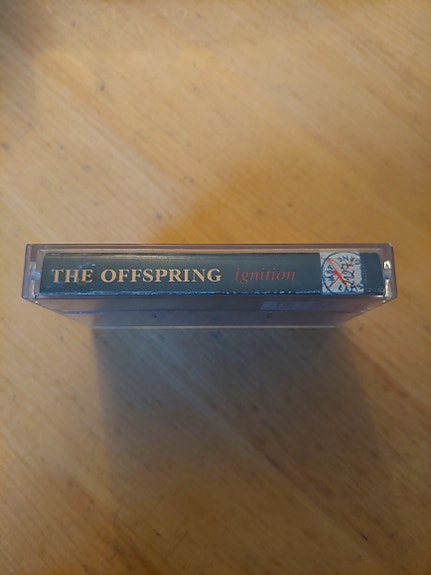 THE OFFSPRING ignition